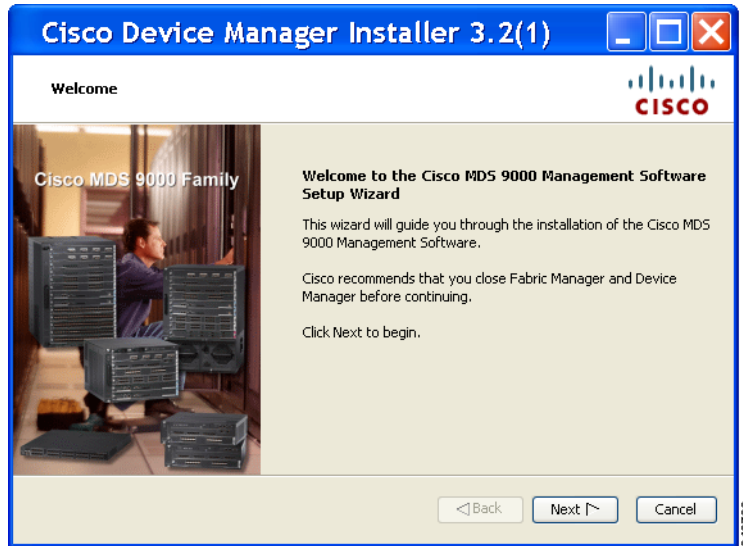 Cisco Device Manager Installer 3.2(1)
Welcome
CISCO
Cisco MDS 9000 Family
Welcome to the Cisco MDS 9000 Management Software
Setup Wizard
This wizard will guide you through the installation of the Cisco MDS
9000 Management Software.
Cisco recommends that you close Fabric Manager and Device
Manager before continuing.
Click Next to begin.
Back
Next
Cancel